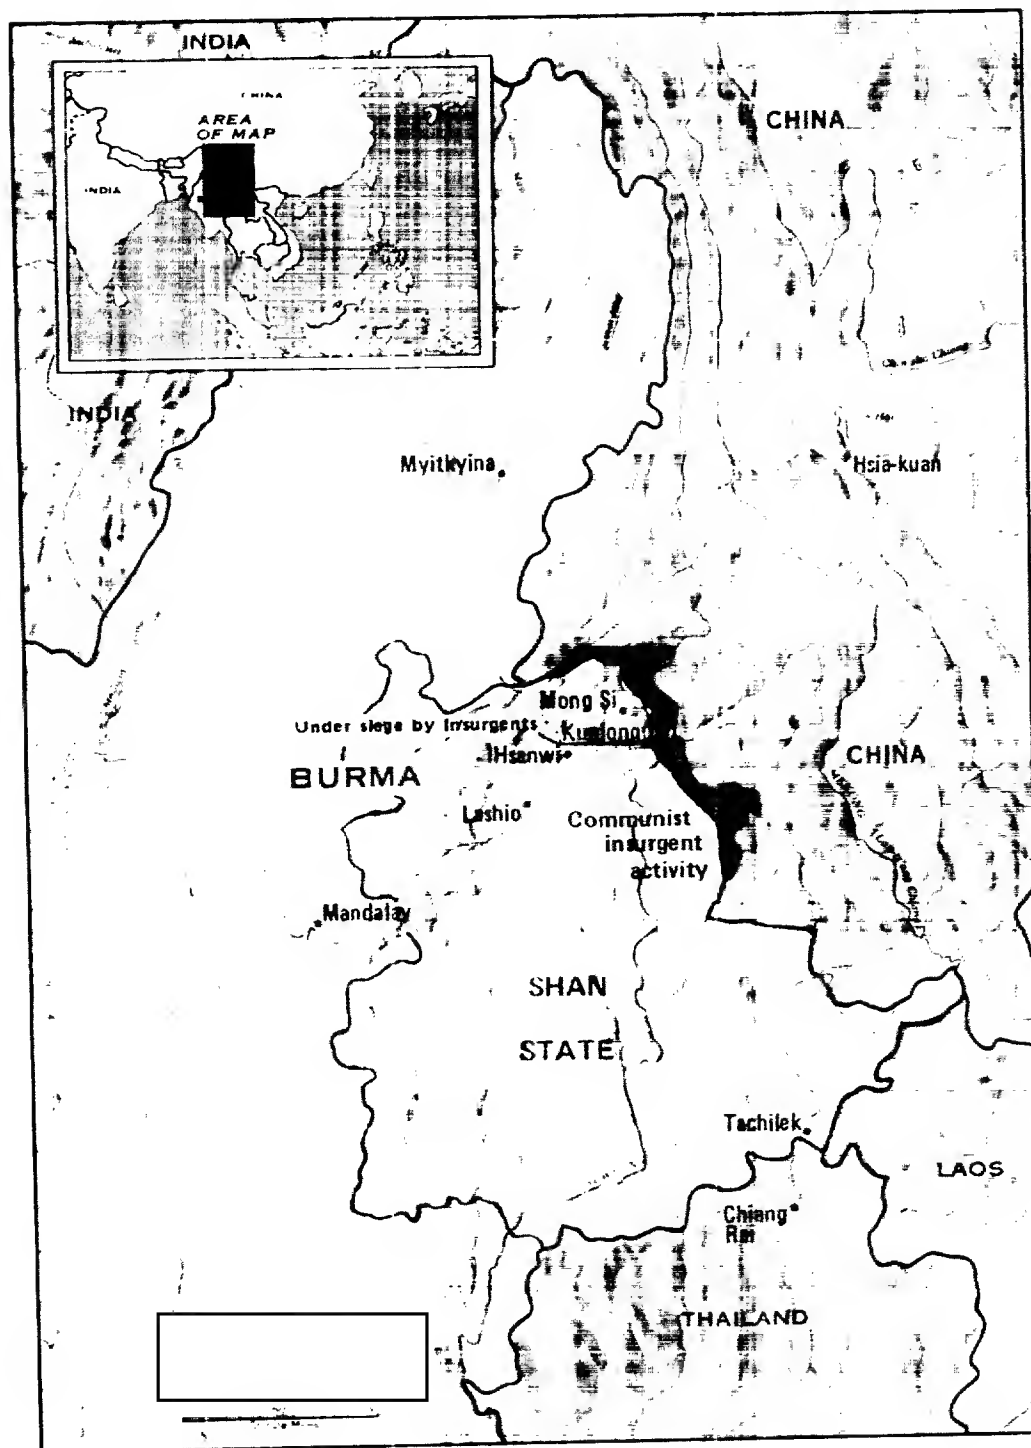 INDIA
CHINA
AREA
OF MAP
INDIA
CHINA
INDIA
Myitkyina
Hsia-kuan
Mong Si
Under siege by Insurgents
Kunlong
Hsenwi
BURMA
CHINA
Lashio
Communist
insurgent
activity
Mandalay
SHAN
STATE
Tachilek
LAOS
Chiang
Rai
THAILAND